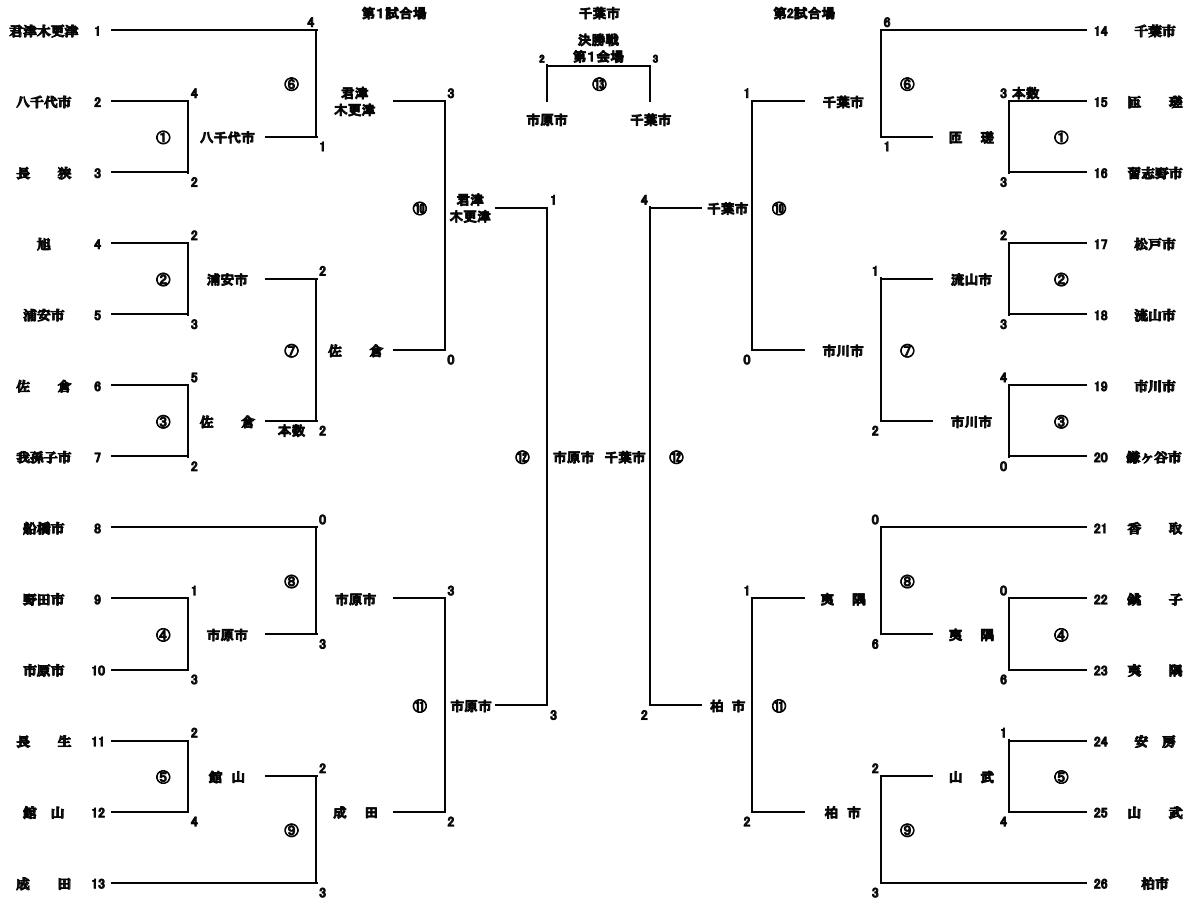 第1試合場 千葉市 第2試合場
4 6
君津木更津 1 決勝戦 14 千葉市
2 第1会場 3
⑥ ⑬ ⑥
君津 3 1 千葉市 3 本数
八千代市 2 4 木更津 15 匝 瑳
市原市 千葉市
① 八千代市 1 1 匝 瑳 ①
長 狭 3 2 3 16 習志野市
君津 1 4
⑩ 木更津 千葉市 ⑩
旭 4 2 2 17 松戸市
② 浦安市 2 1 流山市 ②
浦安市 5 3 3 18 流山市
⑦ 佐 倉 0 0 市川市 ⑦
佐 倉 6 5 4 19 市川市
③ 佐 倉 本数 2 2 市川市 ③
我孫子市 7 2 ⑫ 市原市 千葉市 ⑫ 0 20 鎌ヶ谷市
船橋市 8 0 0 21 香 取
⑧ ⑧
野田市 9 1 市原市 3 1 夷 隅 0 22 銚 子
④ 市原市 3 6 夷 隅 ④
市原市 10 3 6 23 夷 隅
⑪ 市原市 3 2 柏 市 ⑪
長 生 11 2 1 24 安 房
⑤ 館 山 2 2 山 武 ⑤
館 山 12 4 成 田 2 2 柏 市 4 25 山 武
⑨ ⑨
成 田 13 3 3 26 柏市